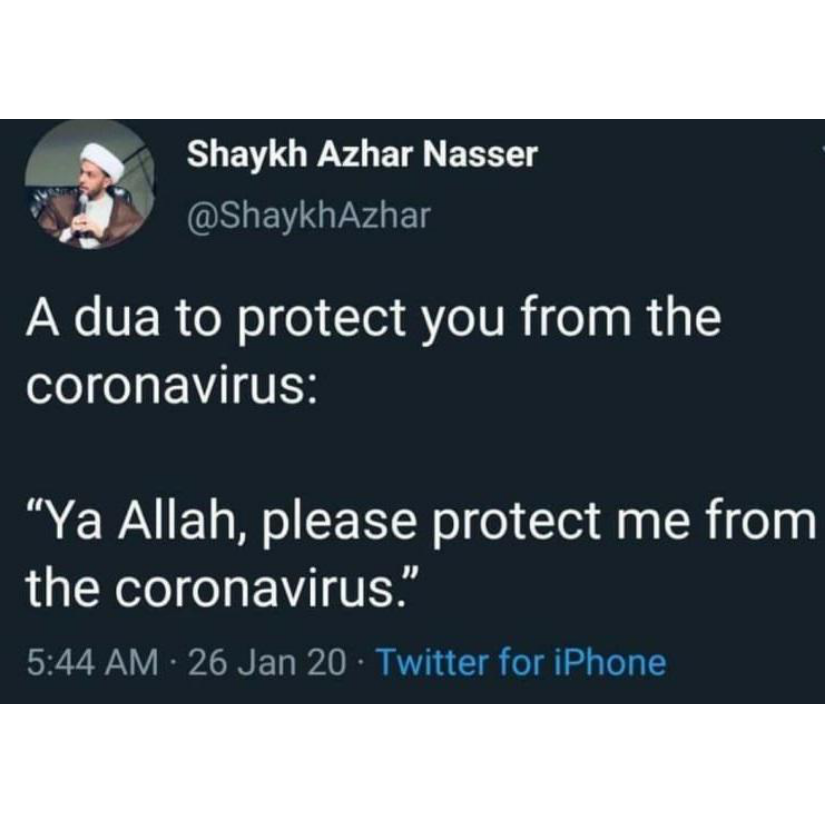 Shaykh Azhar Nasser
@ShaykhAzhar
A dua to protect you from the
coronavirus:
“Ya Allah, please protect me from
the coronavirus.”
5:44 AM · 26 Jan 20 · Twitter for iPhone